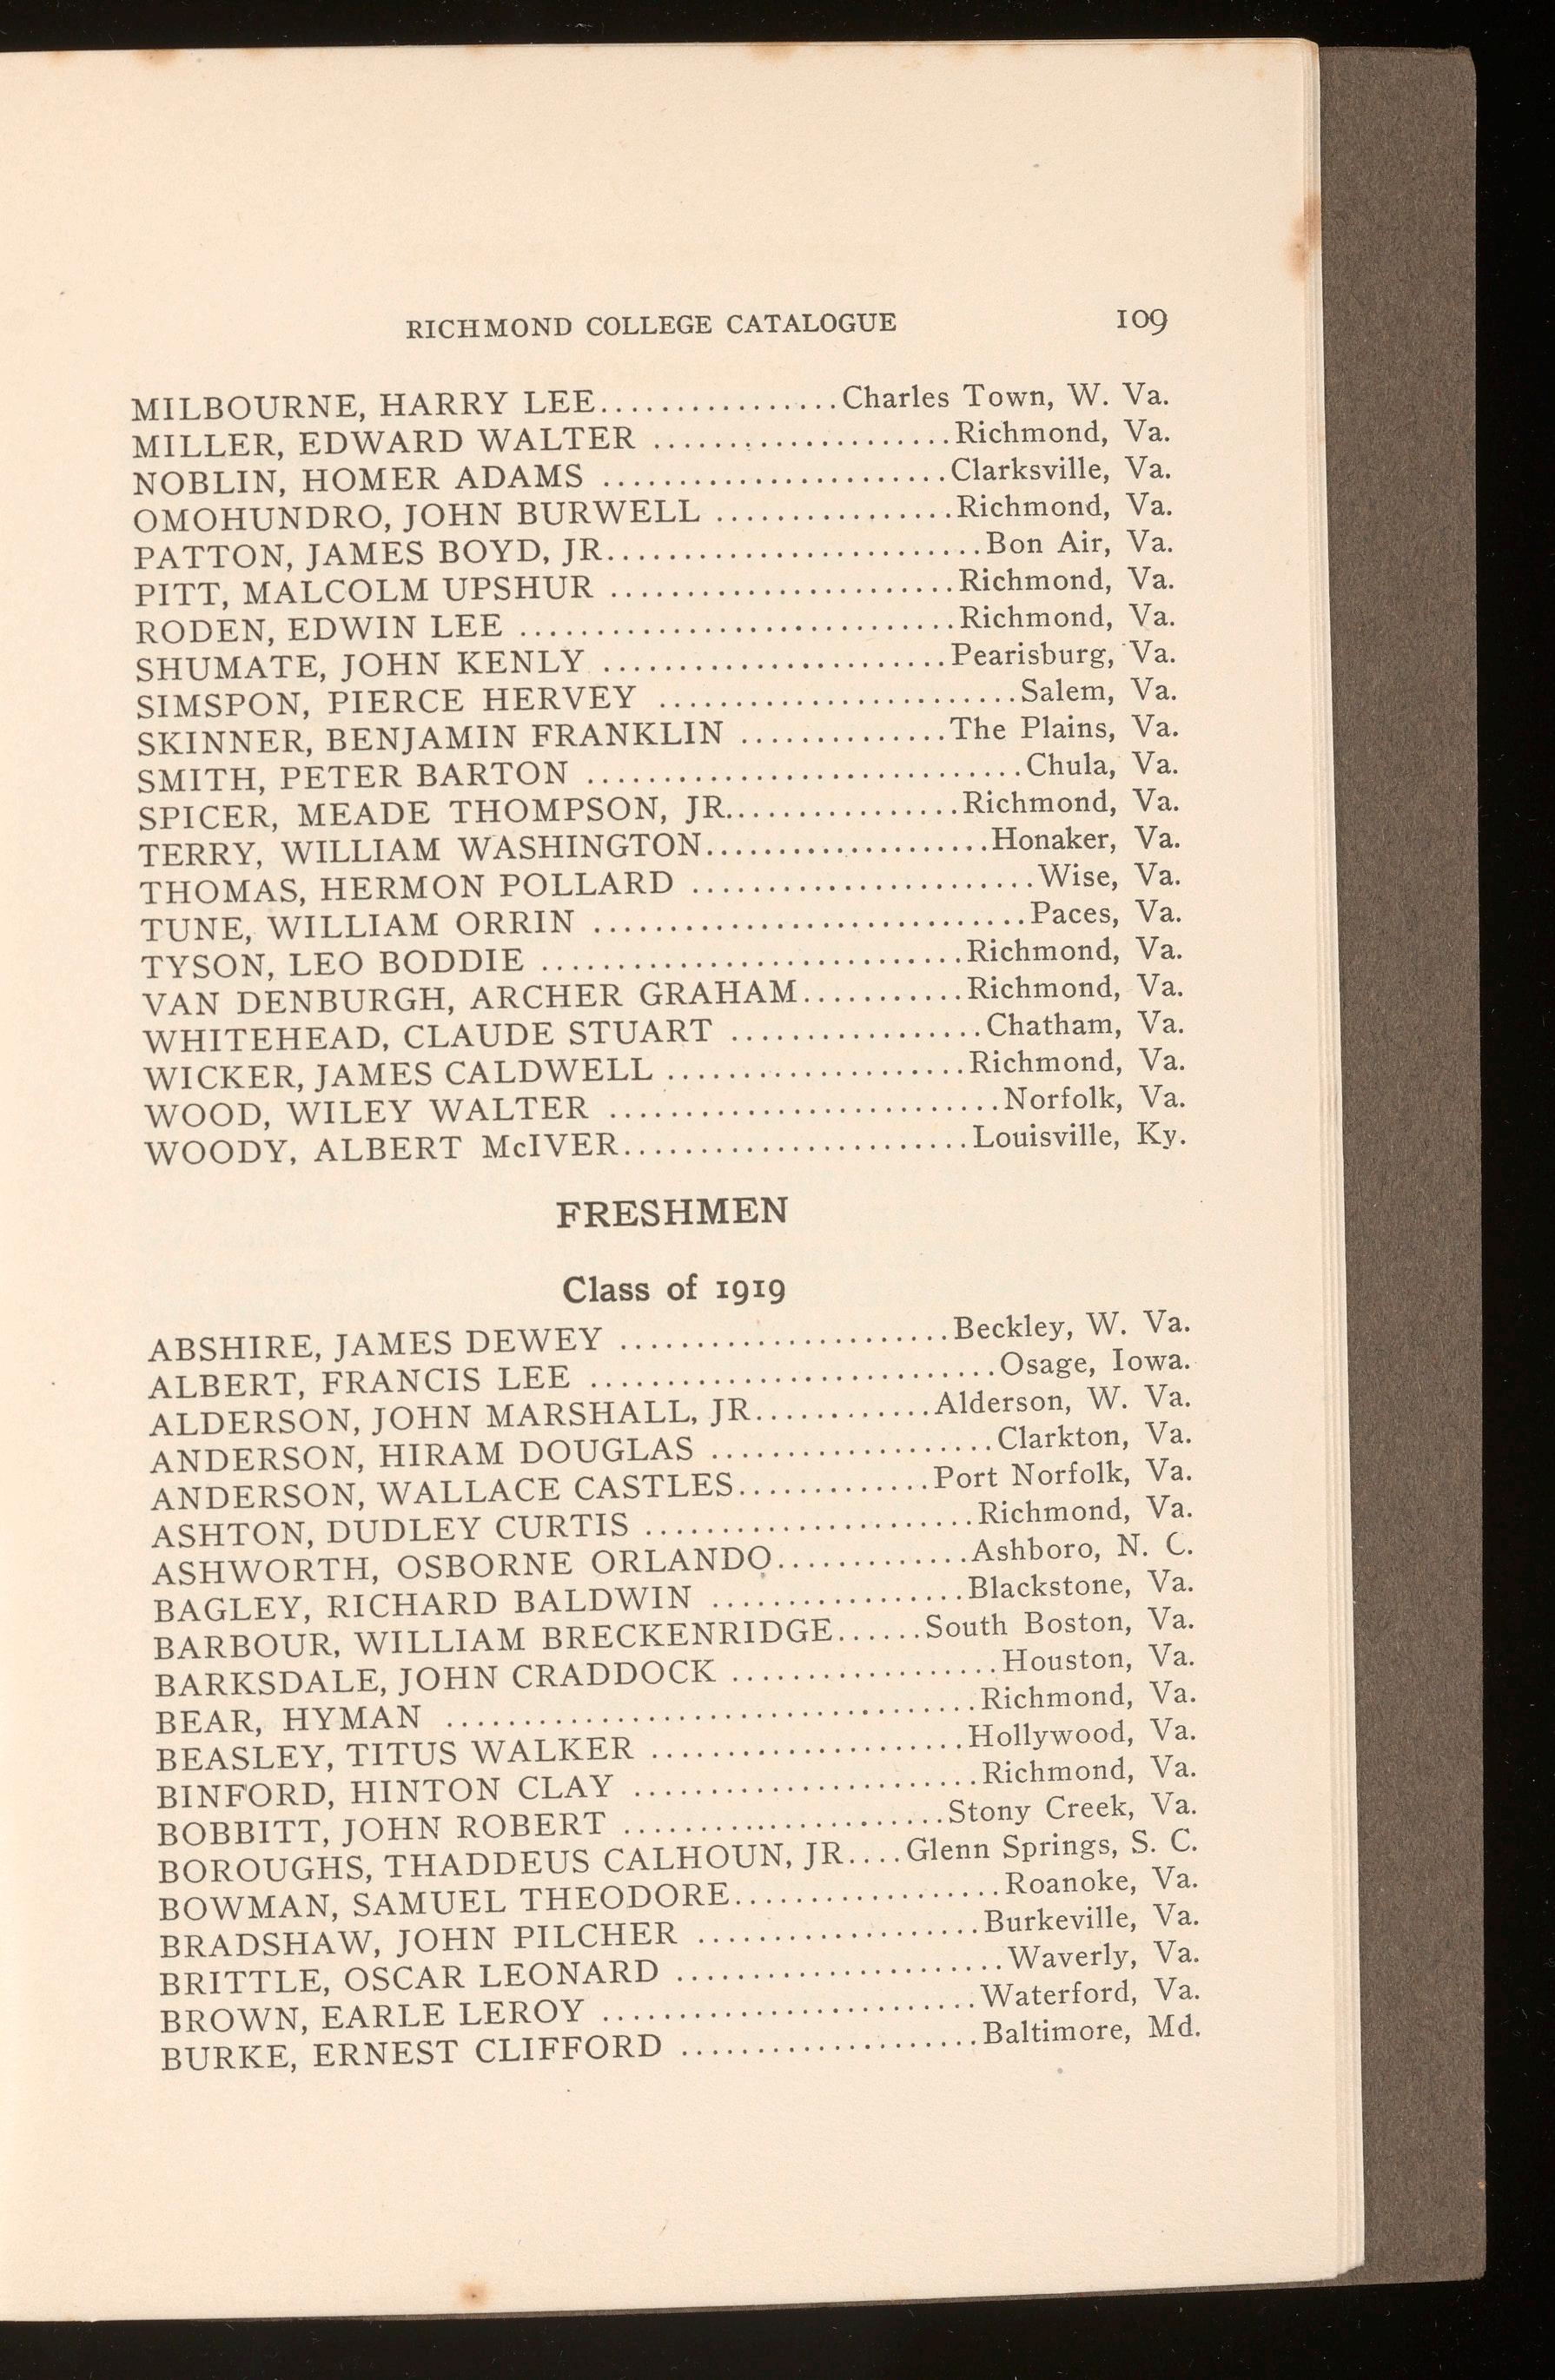 RICHMOND COLLEGE CATALOGUE 109
MILBOURNE, HARRY LEE................Charles Town, W. Va.
MILLER, EDWARD WALTER ....................Richmond, Va.
NOBLIN, HOMER ADAMS .......................Clarksville, Va.
OMOHUNDRO, JOHN BURWELL ................Richmond, Va.
PATTON, JAMES BOYD, JR.........................Bon Air, Va.
PITT, MALCOLM UPSHUR .......................Richmond, Va.
RODEN, EDWIN LEE .............................Richmond, Va.
SHUMATE, JOHN KENLY .......................Pearisburg, Va.
SIMSPON, PIERCE HERVEY ........................Salem, Va.
SKINNER, BENJAMIN FRANKLIN ..............The Plains, Va.
SMITH, PETER BARTON .............................Chula, Va.
SPICER, MEADE THOMPSON, JR................Richmond, Va.
TERRY, WILLIAM WASHINGTON...................Honaker, Va.
THOMAS, HERMON POLLARD .......................Wise, Va.
TUNE, WILLIAM ORRIN .............................Paces, Va.
TYSON, LEO BODDIE ............................Richmond, Va.
VAN DENBURGH, ARCHER GRAHAM...........Richmond, Va.
WHITEHEAD, CLAUDE STUART .................Chatham, Va.
WICKER, JAMES CALDWELL ....................Richmond, Va.
WOOD, WILEY WALTER ..........................Norfolk, Va.
WOODY, ALBERT McIVER.......................Louisville, Ky.
FRESHMEN
Class of 1919
ABSHIRE, JAMES DEWEY ......................Beckley, W. Va.
ALBERT, FRANCIS LEE ...........................Osage, Iowa.
ALDERSON, JOHN MARSHALL, JR............Alderson, W. Va.
ANDERSON, HIRAM DOUGLAS ...................Clarkton, Va.
ANDERSON, WALLACE CASTLES.............Port Norfolk, Va.
ASHTON, DUDLEY CURTIS ......................Richmond, Va.
ASHWORTH, OSBORNE ORLANDO.............Ashboro, N. C.
BAGLEY, RICHARD BALDWIN .................Blackstone, Va.
BARBOUR, WILLIAM BRECKENRIDGE......South Boston, Va.
BARKSDALE, JOHN CRADDOCK ..................Houston, Va.
BEAR, HYMAN ...................................Richmond, Va.
BEASLEY, TITUS WALKER .....................Hollywood, Va.
BINFORD, HINTON CLAY .......................Richmond, Va.
BOBBITT, JOHN ROBERT .....................Stony Creek, Va.
BOROUGHS, THADDEUS CALHOUN, JR....Glenn Springs, S. C.
BOWMAN, SAMUEL THEODORE..................Roanoke, Va.
BRADSHAW, JOHN PILCHER ...................Burkeville, Va.
BRITTLE, OSCAR LEONARD ......................Waverly, Va.
BROWN, EARLE LEROY .........................Waterford, Va.
BURKE, ERNEST CLIFFORD ....................Baltimore, Md.